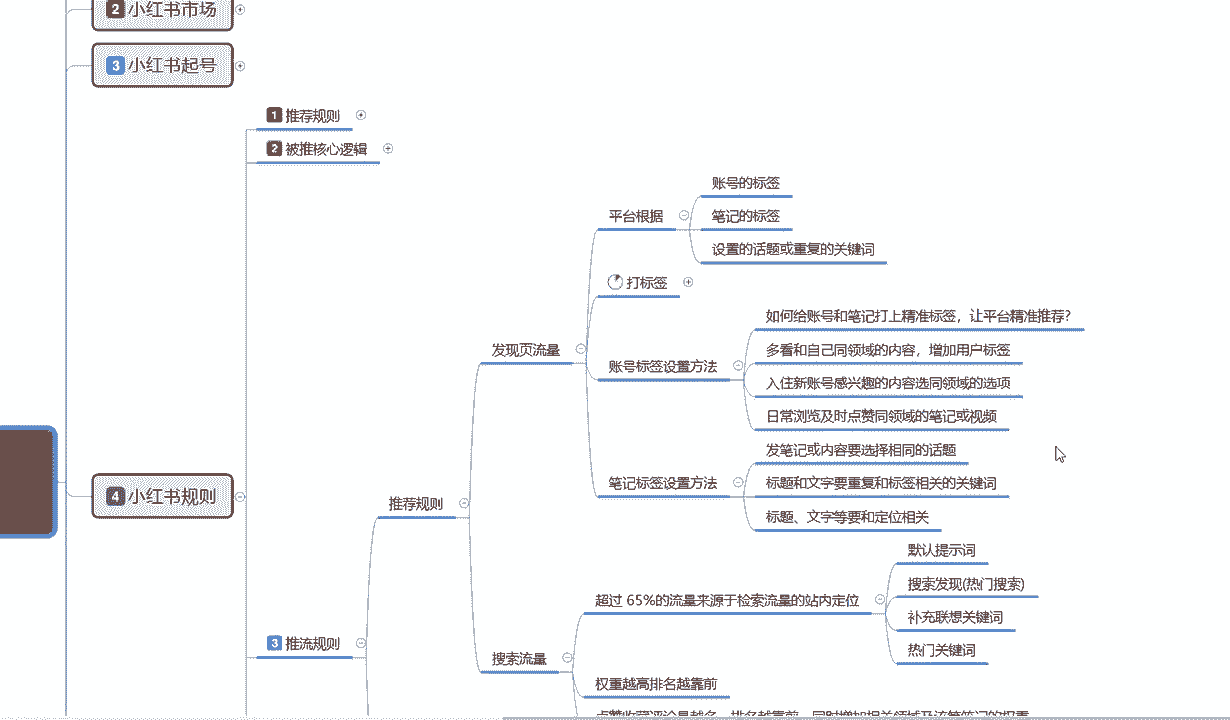 2 小红书市场
3 小红书起号
1 推荐规则
2 被推核心逻辑
账号的标签
平台根据
笔记的标签
设置的话题或重复的关键词
打标签
如何给账号和笔记打上精准标签，让平台精准推荐？
发现页流量
多看和自己同领域的内容，增加用户标签
账号标签设置方法
入住新账号感兴趣的内容选同领域的选项
日常浏览及时点赞同领域的笔记或视频
发笔记或内容要选择相同的话题
笔记标签设置方法
标题和文字要重复和标签相关的关键词
4 小红书规则
推荐规则
标题、文字等要和定位相关
默认提示词
搜索发现(热门搜索)
超过 65%的流量来源于检索流量的站内定位
补充联想关键词
3 推流规则
热门关键词
搜索流量
权重越高排名越靠前